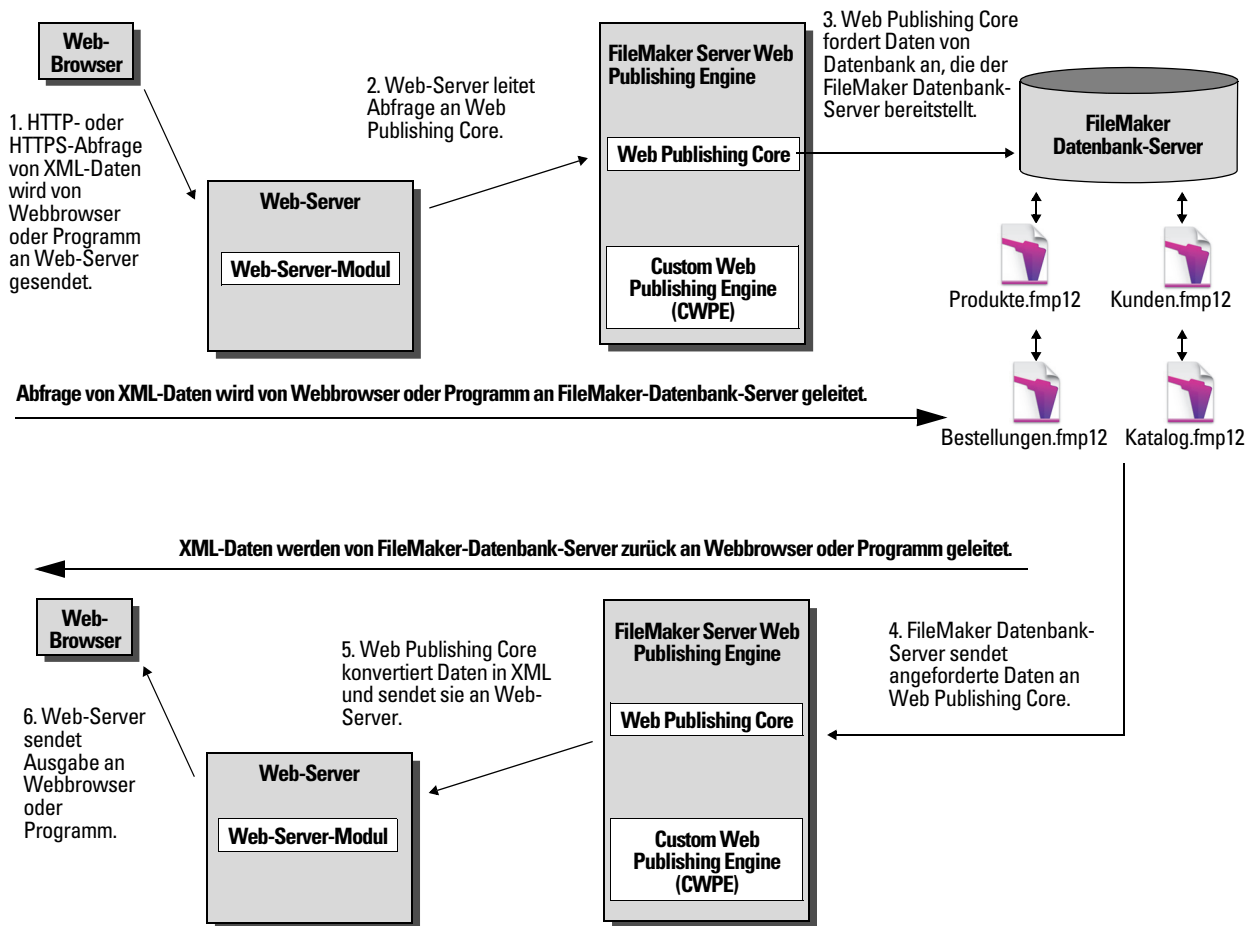 Web-
Browser
1. HTTP- oder
HTTPS-Abfrage
von XML-Daten
wird von
Webbrowser
oder Programm
an Web-Server
gesendet.
Web-Server
Web-Server-Modul
2. Web-Server leitet
Abfrage an Web
Publishing Core.
FileMaker Server Web
Publishing Engine
Web Publishing Core
Custom Web
Publishing Engine
(CWPE)
3. Web Publishing Core
fordert Daten von
Datenbank an, die der
FileMaker Datenbank-
Server bereitstellt.
FileMaker
Datenbank-Server
Produkte.fmp12
Kunden.fmp12
Bestellungen.fmp12
Katalog.fmp12
Abfrage von XML-Daten wird von Webbrowser oder Programm an FileMaker-Datenbank-Server geleitet.
XML-Daten werden von FileMaker-Datenbank-Server zurück an Webbrowser oder Programm geleitet.
4. FileMaker Datenbank-
Server sendet
angeforderte Daten an
Web Publishing Core.
FileMaker Server Web
Publishing Engine
Web Publishing Core
Custom Web
Publishing Engine
(CWPE)
5. Web Publishing Core
konvertiert Daten in XML
und sendet sie an Web-
Server.
Web-Server
Web-Server-Modul
6. Web-Server
sendet
Ausgabe an
Webbrowser
oder
Programm.
Web-
Browser